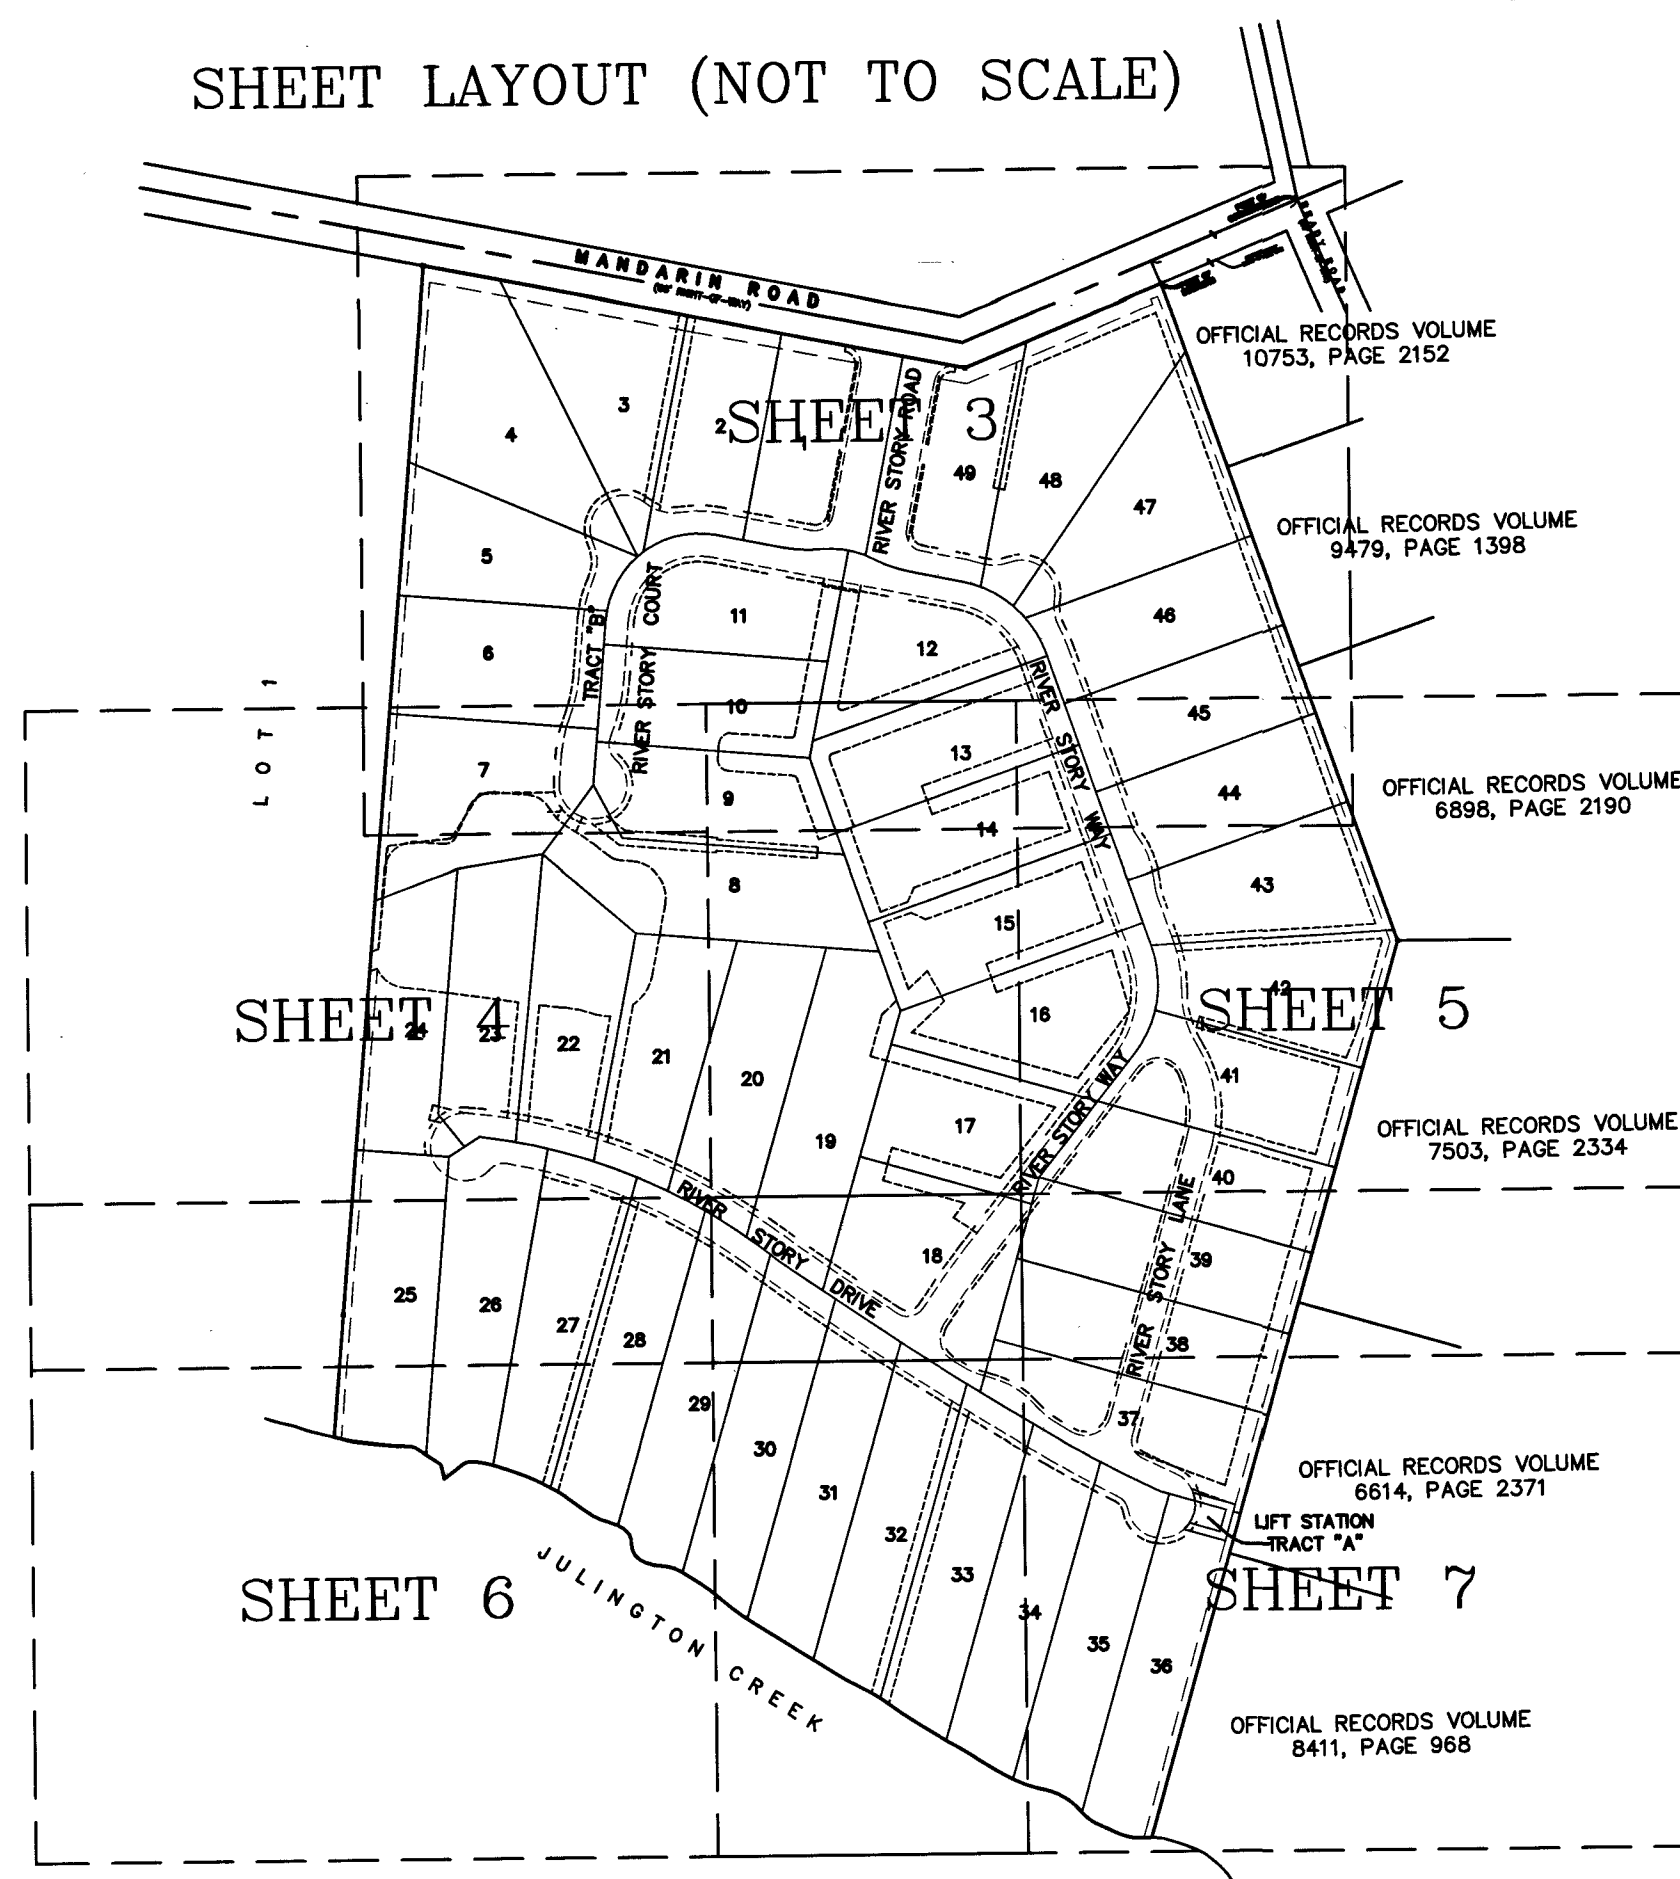 SHEET LAYOUT (NOT TO SCALE)
MANDARIN ROAD
BRADY ROAD
OFFICIAL RECORDS VOLUME
10753, PAGE 2152
SHEET 3
RIVER STORY ROAD
1
2
3
4
49
48
47
OFFICIAL RECORDS VOLUME
9479, PAGE 1398
5
TRACT "B"
RIVER STORY COURT
11
12
46
6
LOT 1
10
RIVER STORY WAY
45
7
9
13
44
OFFICIAL RECORDS VOLUME
6898, PAGE 2190
14
8
43
15
SHEET 4
24
23
22
21
20
16
42
SHEET 5
41
19
17
RIVER STORY WAY
OFFICIAL RECORDS VOLUME
7503, PAGE 2334
40
RIVER STORY DRIVE
RIVER STORY LANE
18
39
25
26
27
28
38
29
30
37
31
OFFICIAL RECORDS VOLUME
6614, PAGE 2371
32
LIFT STATION
TRACT "A"
33
SHEET 6
SHEET 7
JULINGTON CREEK
34
35
36
OFFICIAL RECORDS VOLUME
8411, PAGE 968